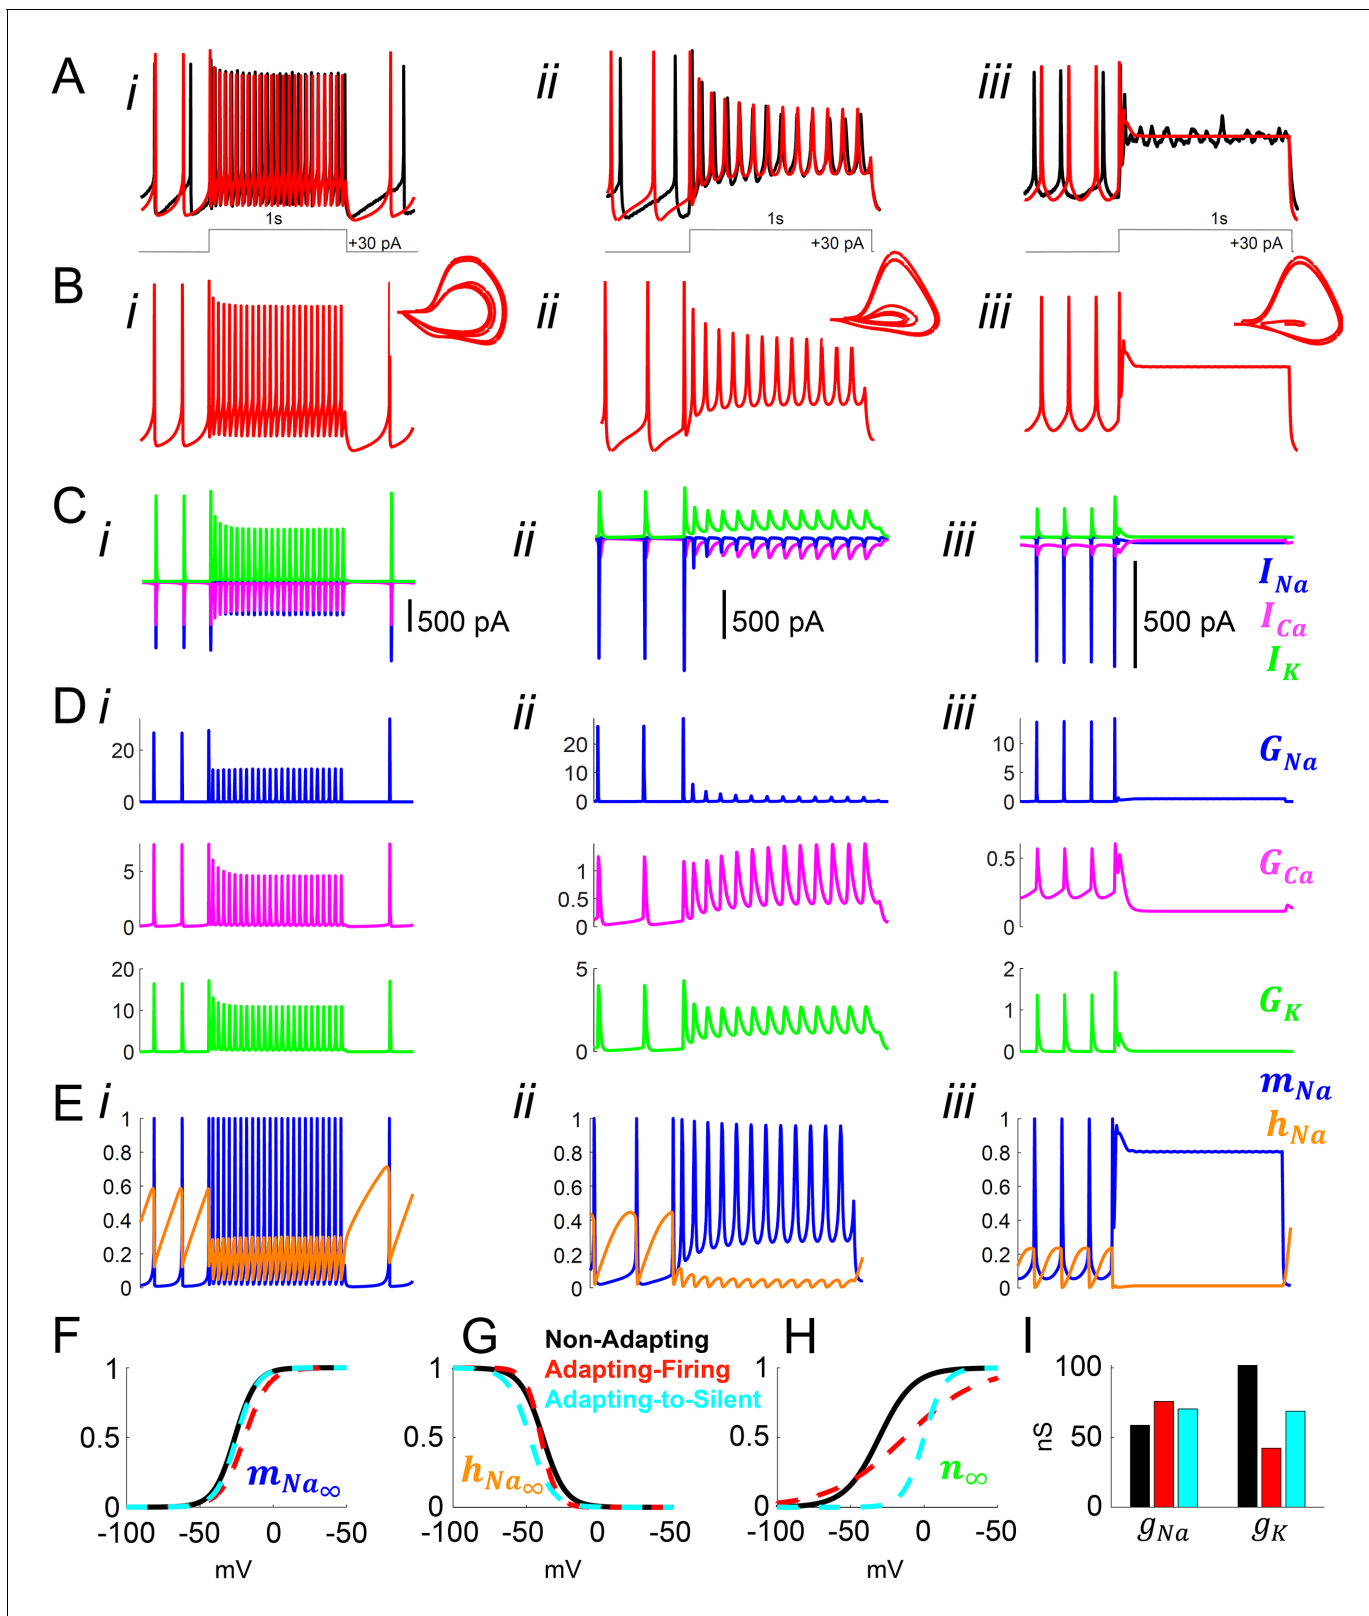 A i ii iii
1s 1s 1s
+30 pA +30 pA +30 pA
B i ii iii
C i ii iii
500 pA 500 pA 500 pA
I_Na
I_Ca
I_K
D i ii iii
20 0 20 10 0 10 5 0
G_Na
5 0 1 0.5 0 0.5 0
G_Ca
20 10 0 5 0 2 1 0
G_K
E i ii iii
m_Na
h_Na
1 0.8 0.6 0.4 0.2 0
1 0.8 0.6 0.4 0.2 0
1 0.8 0.6 0.4 0.2 0
F G H I
Non-Adapting
Adapting-Firing
Adapting-to-Silent
1 0.5 0
m_Na∞
-100 -50 0 -50
mV
1 0.5 0
h_Na∞
-100 -50 0 -50
mV
1 0.5 0
n∞
-100 -50 0 -50
mV
100 50 0
nS
g_Na g_K